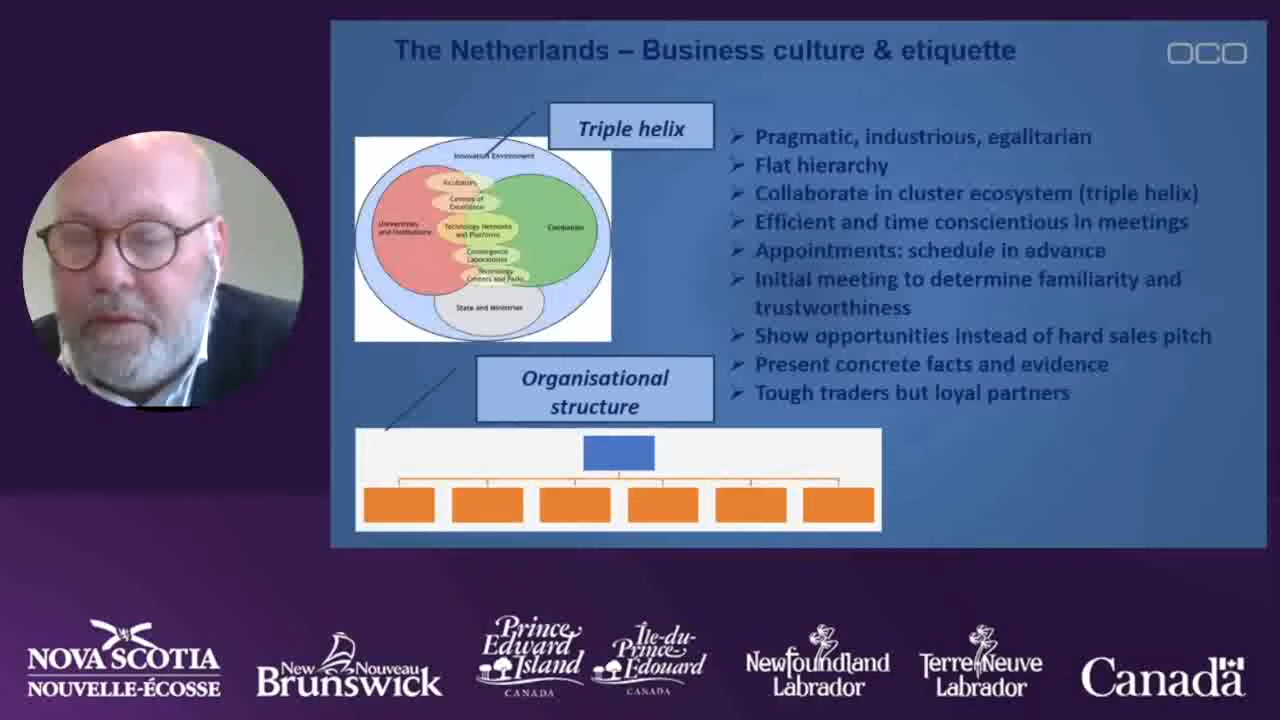 The Netherlands – Business culture & etiquette
OCO
Triple helix
Innovation Environment
Incubators
Centres of
Excellence
Universities
and Institutions
Technology Networks
and Platforms
Companies
Convergence
Laboratories
Technology
Centers and Parks
State and Ministries
Organisational
structure
➢ Pragmatic, industrious, egalitarian
➢ Flat hierarchy
➢ Collaborate in cluster ecosystem (triple helix)
➢ Efficient and time conscientious in meetings
➢ Appointments: schedule in advance
➢ Initial meeting to determine familiarity and
trustworthiness
➢ Show opportunities instead of hard sales pitch
➢ Present concrete facts and evidence
➢ Tough traders but loyal partners
NOVA SCOTIA
NOUVELLE-ÉCOSSE
New Nouveau
Brunswick
Prince
Edward
Island
CANADA
Île-du-
Prince
Édouard
CANADA
Newfoundland
Labrador
Terre Neuve
Labrador
Canada